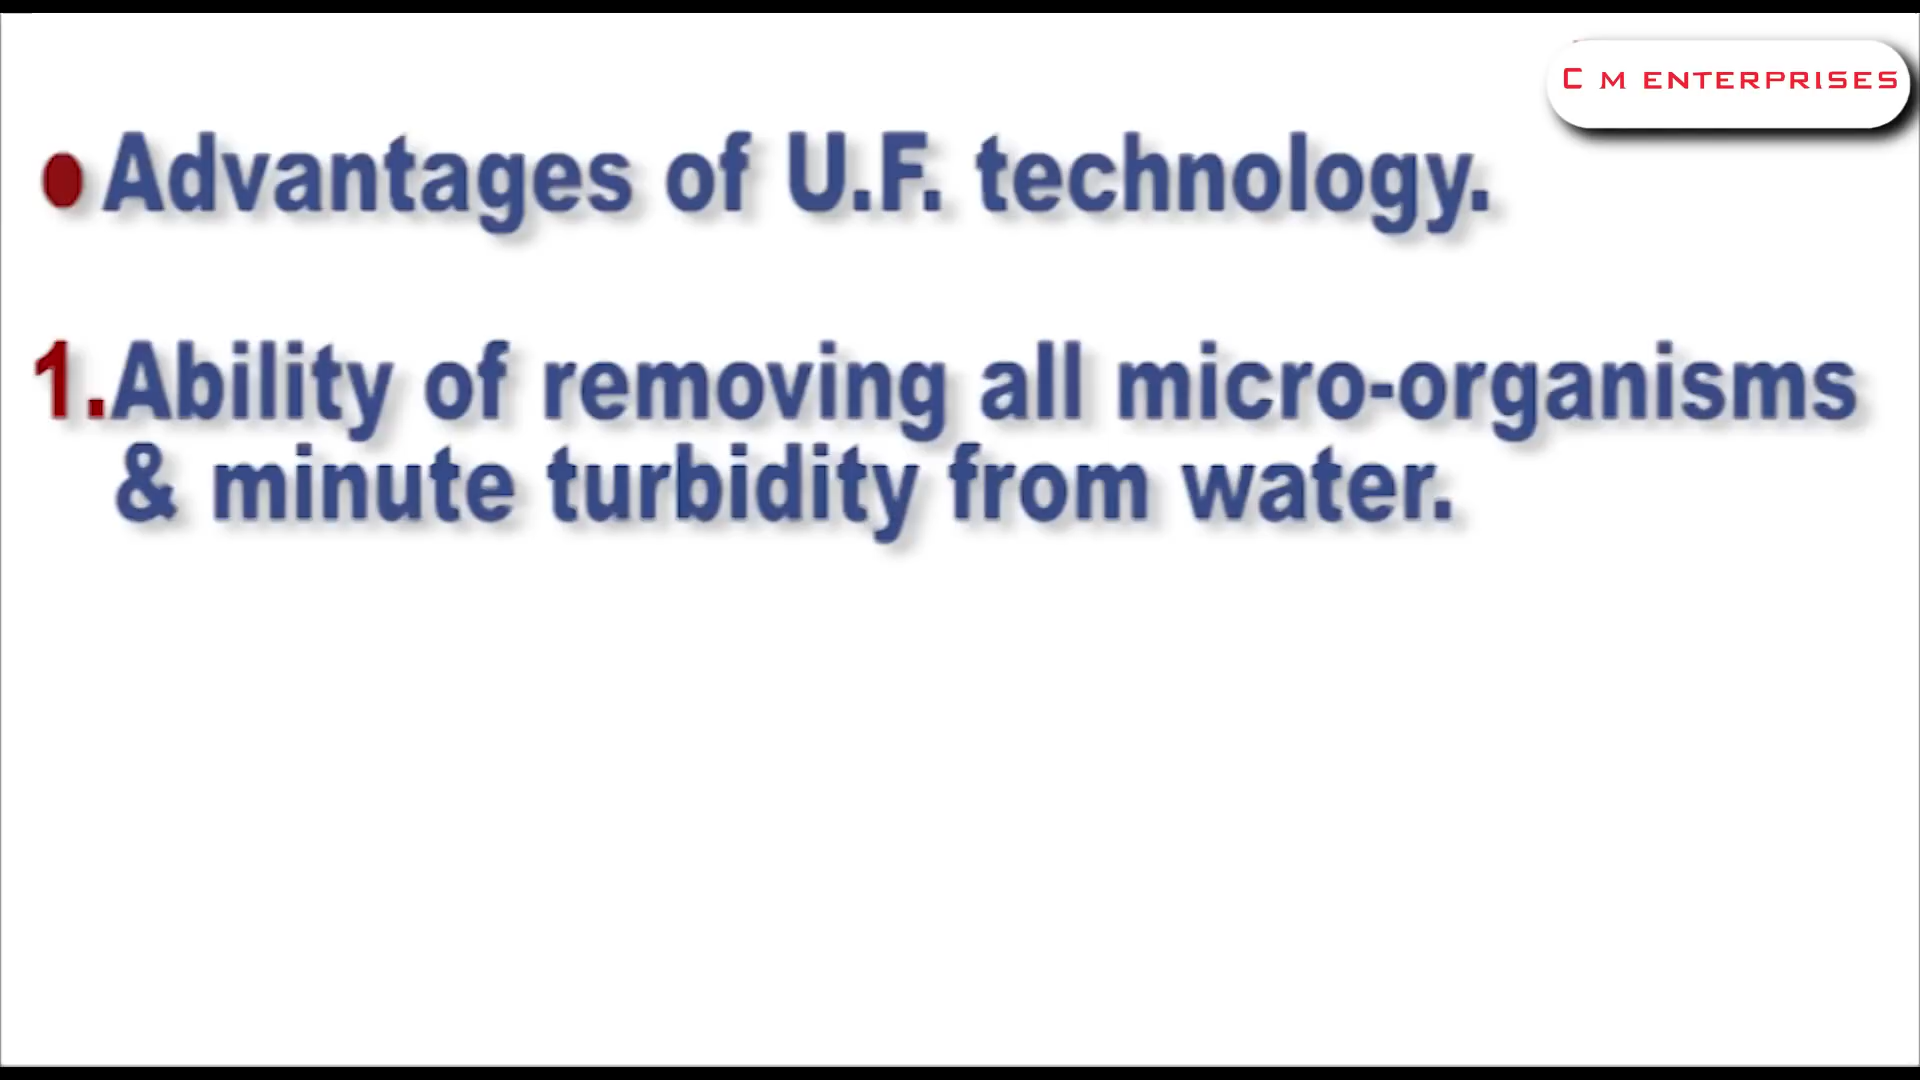 C M ENTERPRISES
● Advantages of U.F. technology.
1. Ability of removing all micro-organisms
& minute turbidity from water.